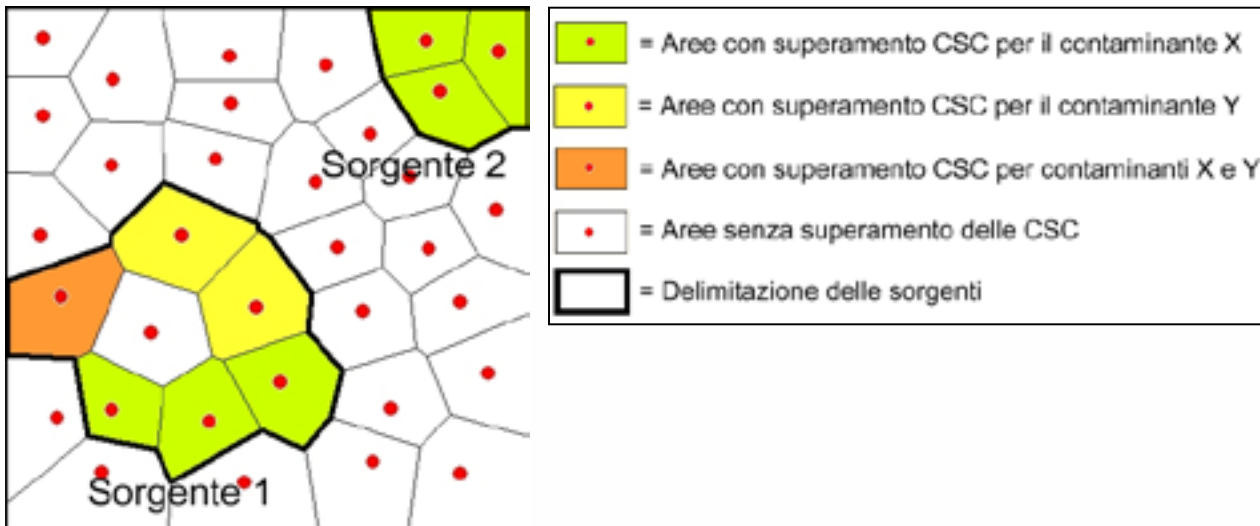 Sorgente 2
Sorgente 1
= Aree con superamento CSC per il contaminante X
= Aree con superamento CSC per il contaminante Y
= Aree con superamento CSC per contaminanti X e Y
= Aree senza superamento delle CSC
= Delimitazione delle sorgenti